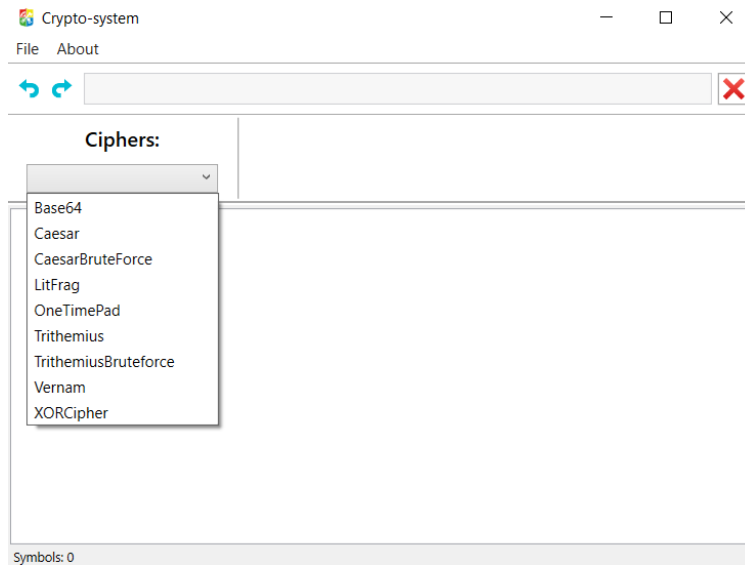 Crypto-system
File About
Ciphers:
Base64
Caesar
CaesarBruteForce
LitFrag
OneTimePad
Trithemius
TrithemiusBruteforce
Vernam
XORCipher
Symbols: 0